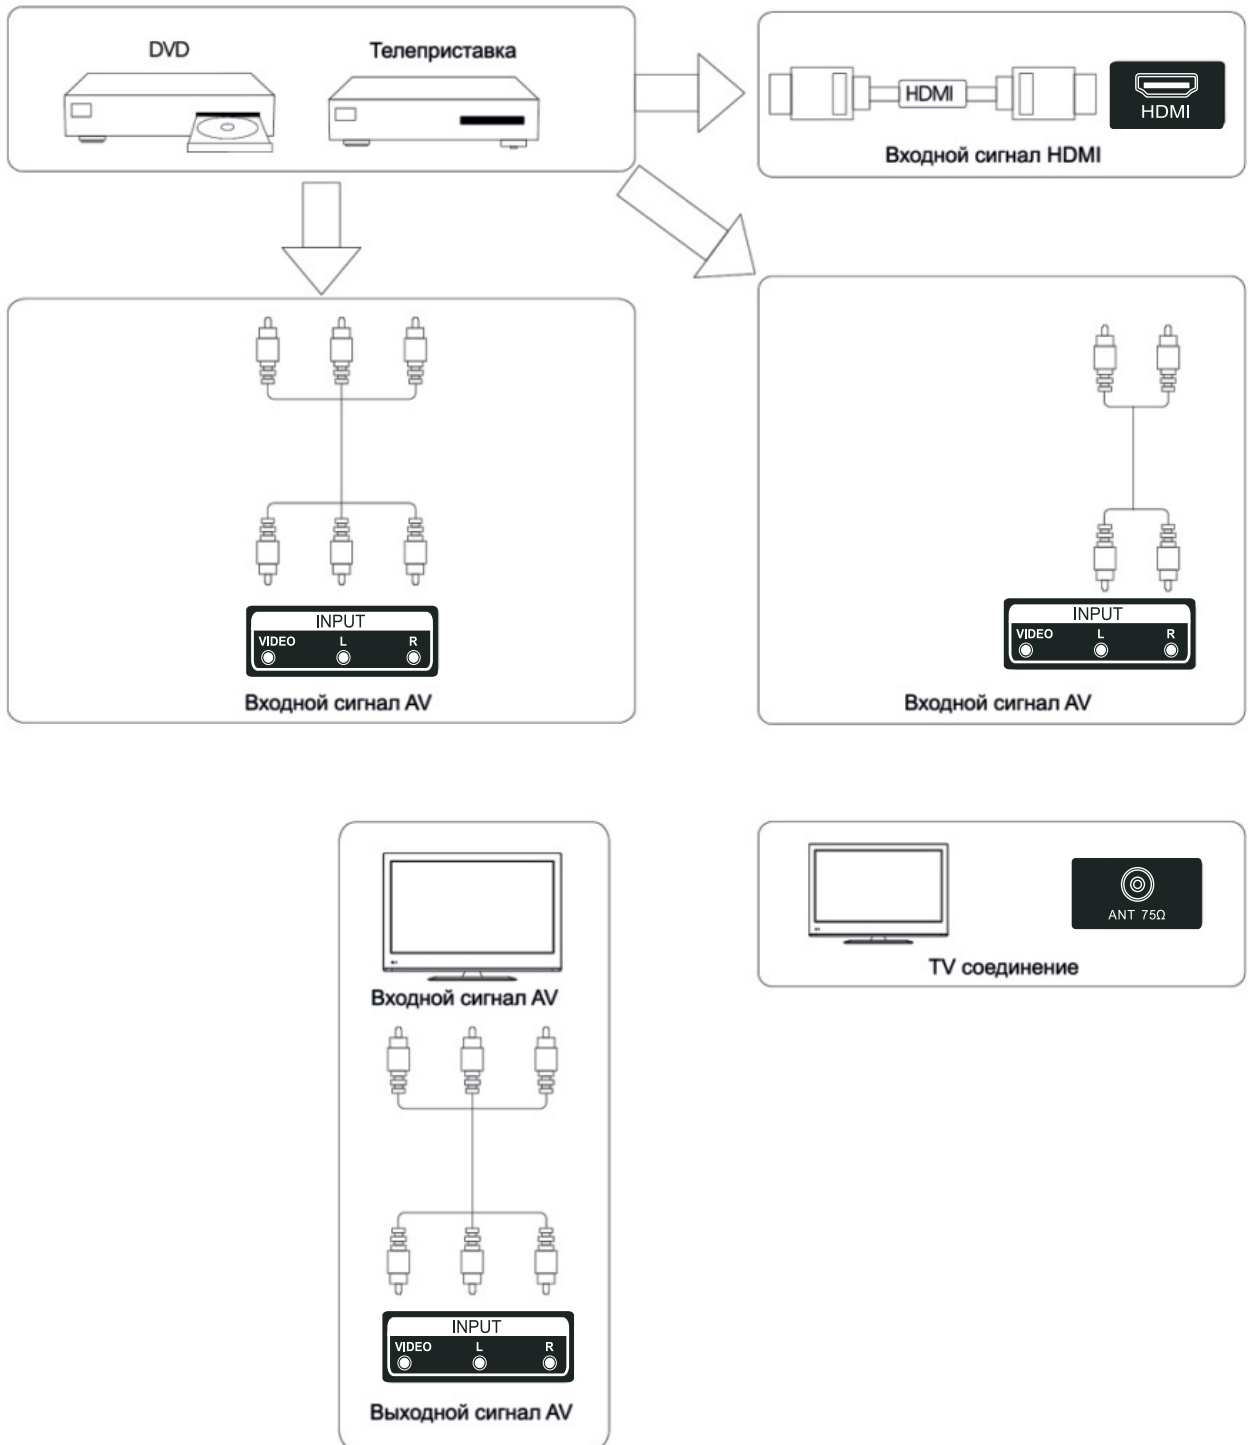 DVD
Телеприставка
HDMI
HDMI
Входной сигнал HDMI
INPUT
VIDEO L R
Входной сигнал AV
INPUT
VIDEO L R
Входной сигнал AV
Входной сигнал AV
INPUT
VIDEO L R
Выходной сигнал AV
ANT 75Ω
TV соединение